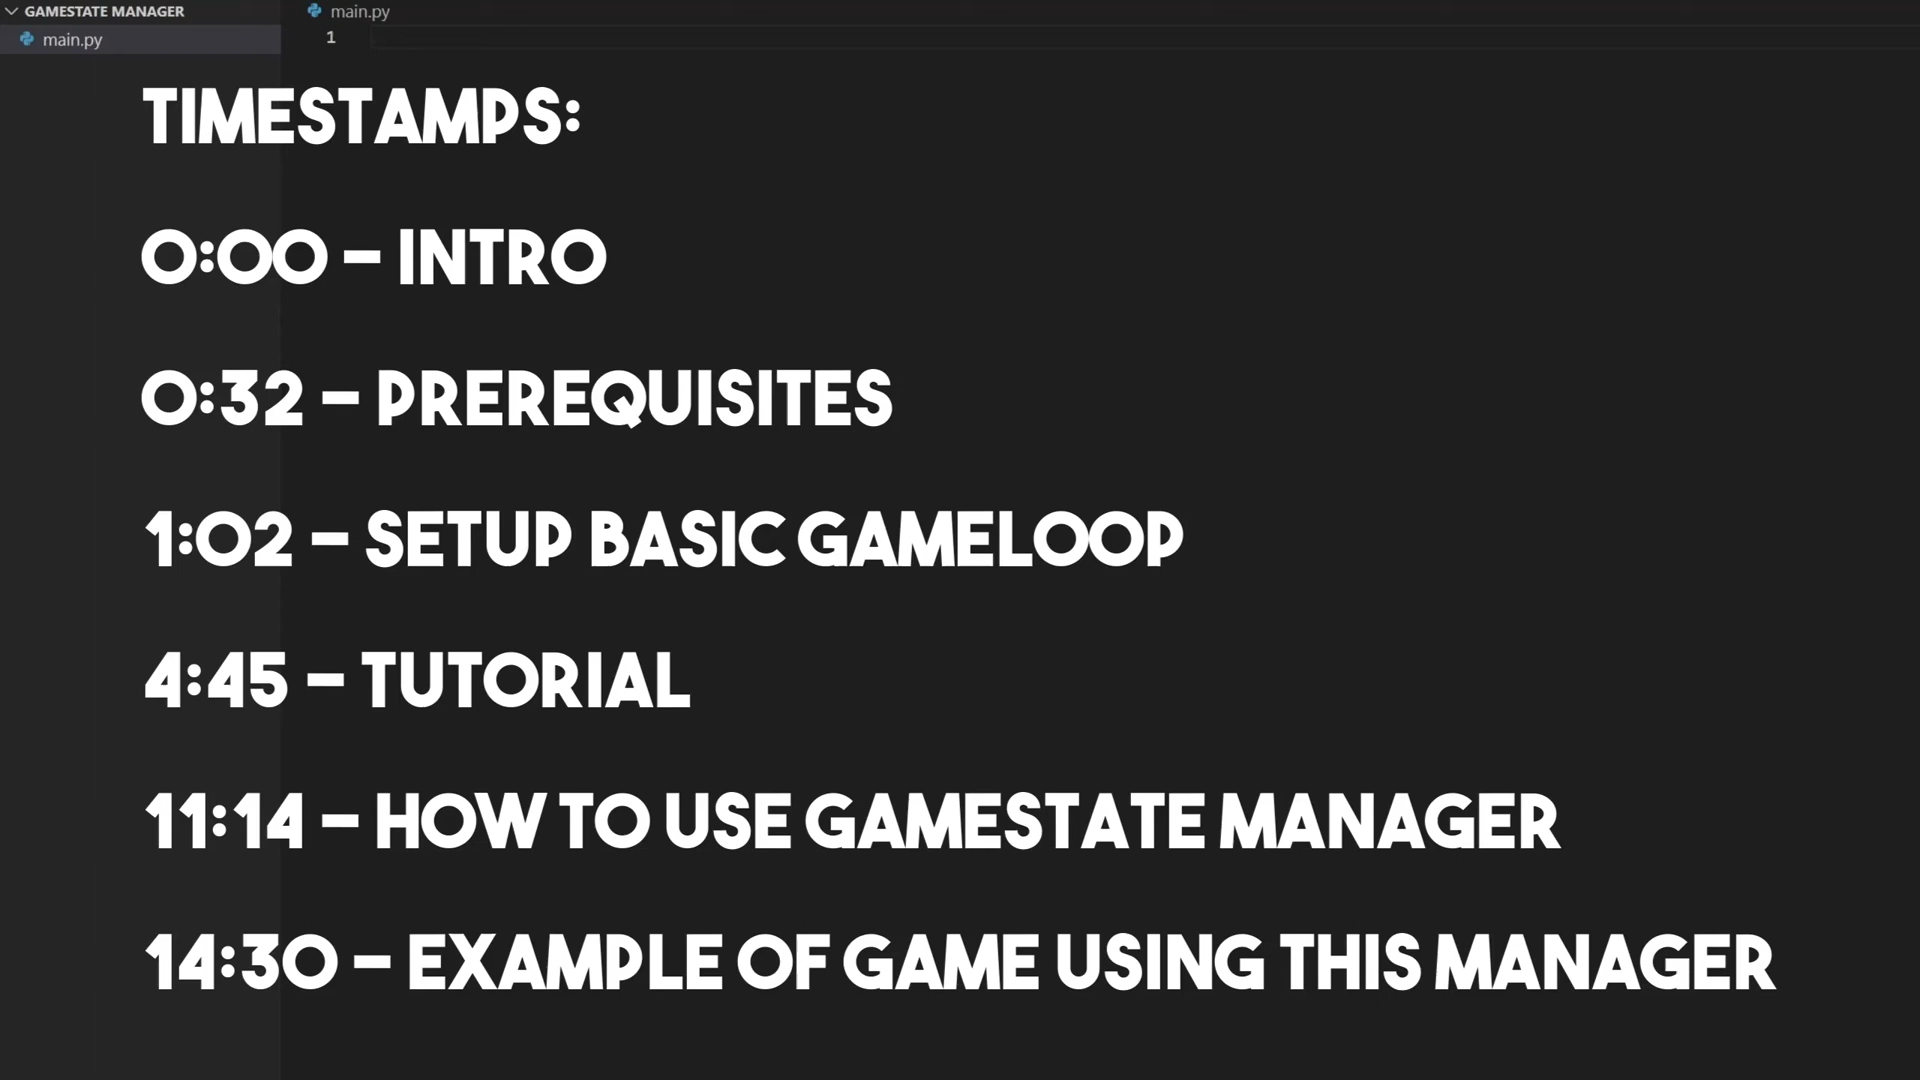 GAMESTATE MANAGER
main.py
main.py
1
TIMESTAMPS:
0:00 - INTRO
0:32 - PREREQUISITES
1:02 - SETUP BASIC GAMELOOP
4:45 - TUTORIAL
11:14 - HOW TO USE GAMESTATE MANAGER
14:30 - EXAMPLE OF GAME USING THIS MANAGER